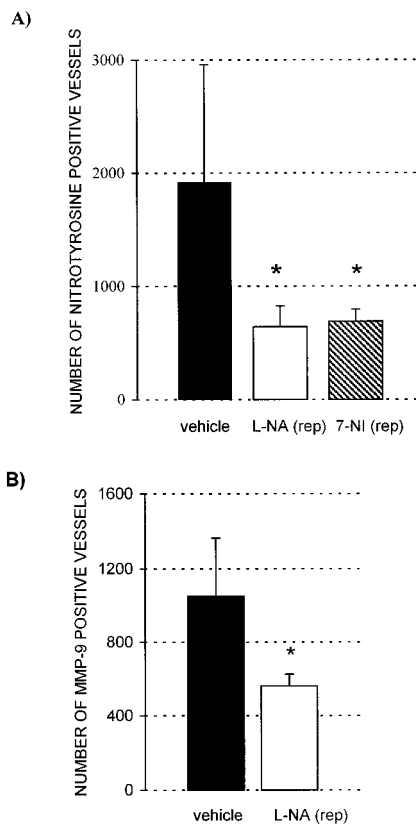 A)
NUMBER OF NITROTYROSINE POSITIVE VESSELS
3000
2000
1000
0
*
*
vehicle
L-NA (rep)
7-NI (rep)
B)
NUMBER OF MMP-9 POSITIVE VESSELS
1600
1200
800
400
0
*
vehicle
L-NA (rep)